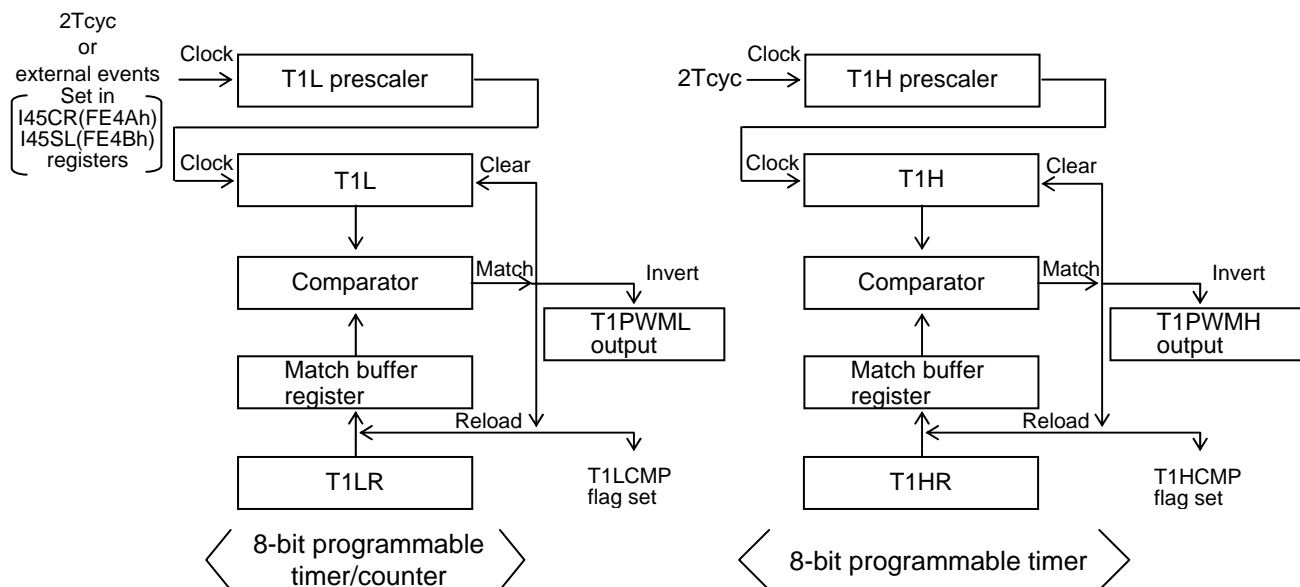 2Tcyc
or
external events
Set in
I45CR(FE4Ah)
I45SL(FE4Bh)
registers
Clock
T1L prescaler
Clock
T1L
Clear
Comparator
Match
Invert
T1PWML
output
Match buffer
register
Reload
T1LR
T1LCMP
flag set
8-bit programmable
timer/counter
2Tcyc
Clock
T1H prescaler
Clock
T1H
Clear
Comparator
Match
Invert
T1PWMH
output
Match buffer
register
Reload
T1HR
T1HCMP
flag set
8-bit programmable timer